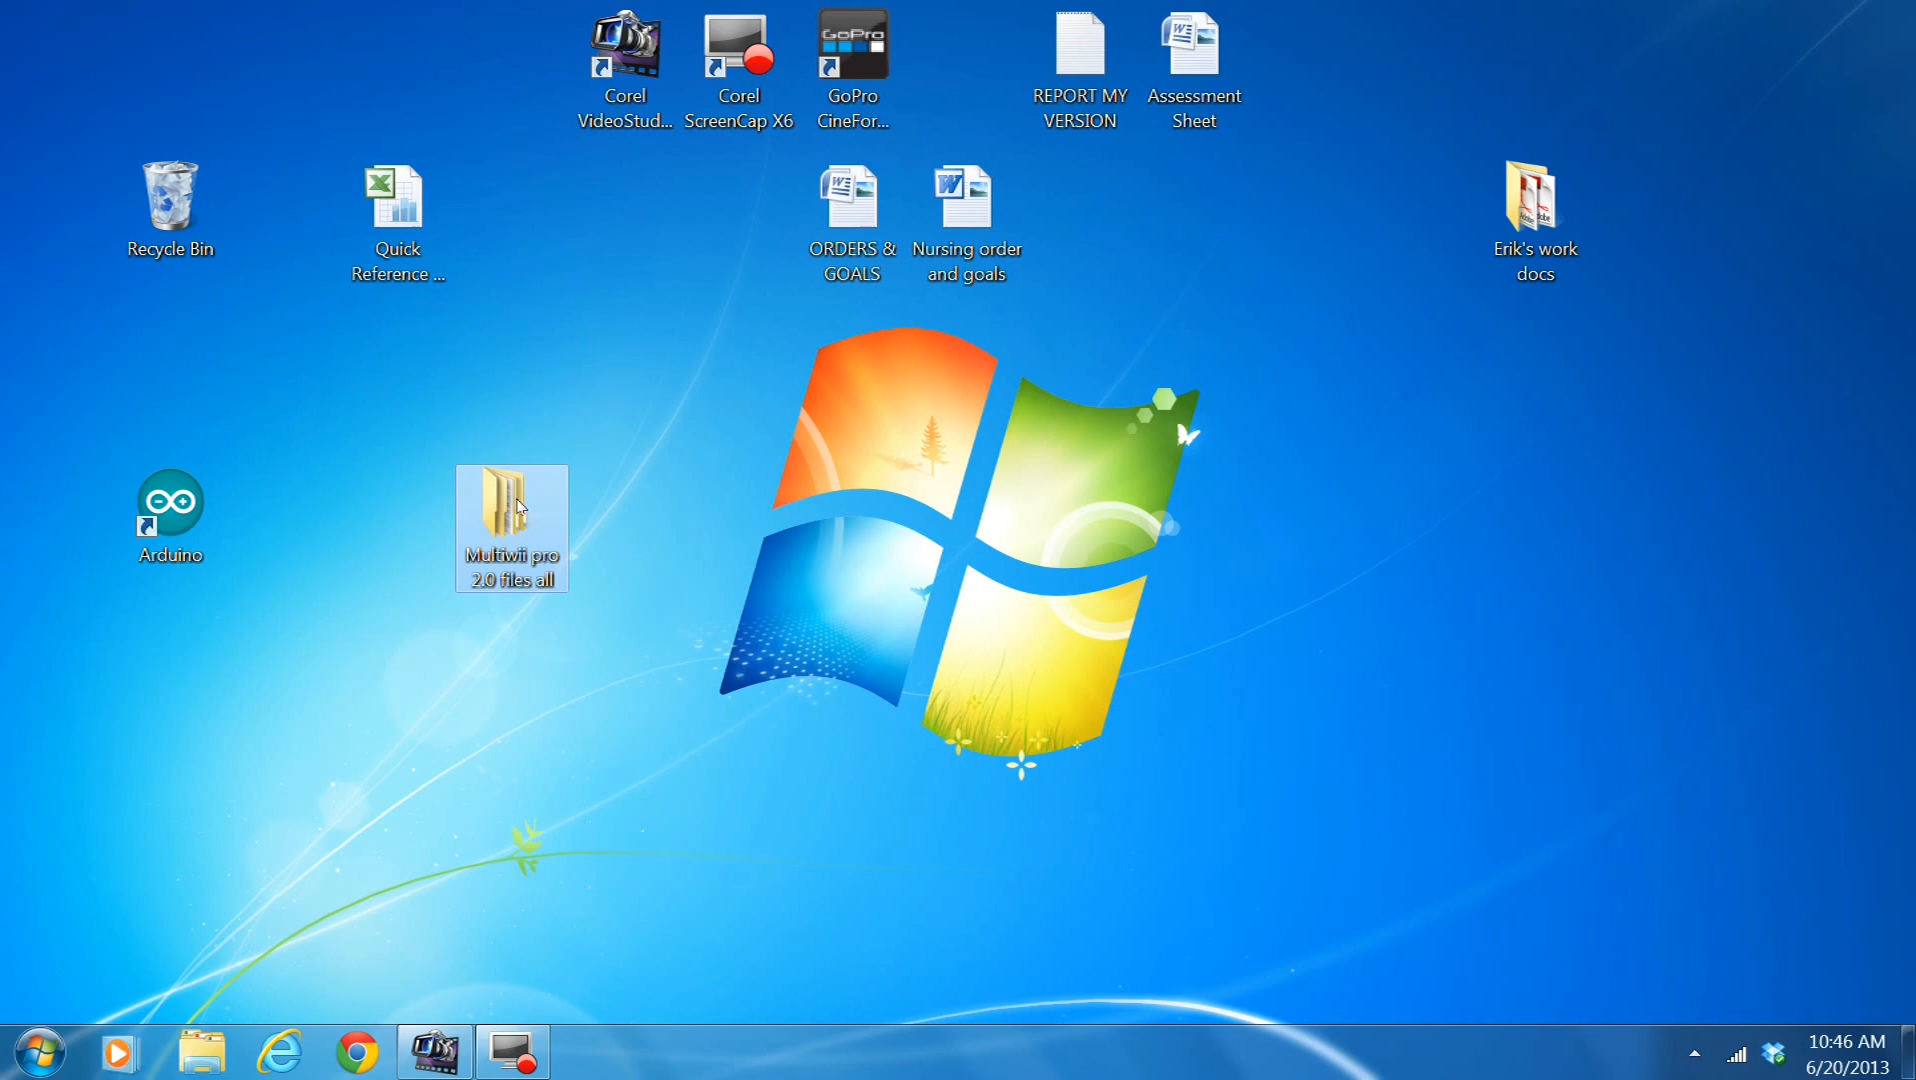 Corel
VideoStud...
Corel
ScreenCap X6
GoPro
GoPro
CineFor...
REPORT MY
VERSION
Assessment
Sheet
Recycle Bin
Quick
Reference ...
ORDERS &
GOALS
Nursing order
and goals
Erik's work
docs
Arduino
Multiwii pro
2.0 files all
10:46 AM
6/20/2013